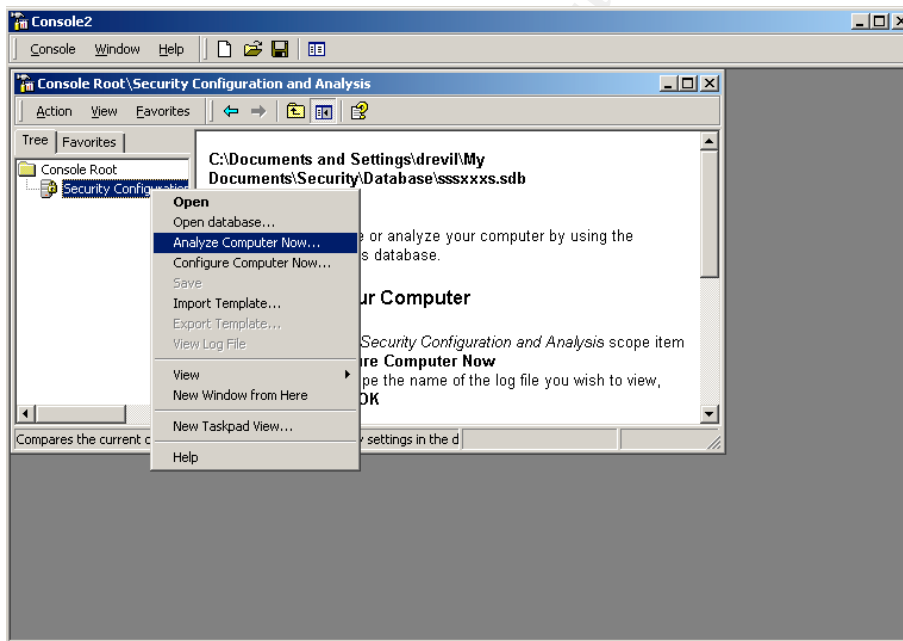 Console2
Console Window Help
Console Root\Security Configuration and Analysis
Action View Favorites
Tree Favorites
Console Root
Security Configuration
C:\Documents and Settings\drevil\My
Documents\Security\Database\sssxxxs.sdb
Open
Open database...
Analyze Computer Now...
Configure Computer Now...
Save
Import Template...
Export Template...
View Log File
View
New Window from Here
New Taskpad View...
Help
e or analyze your computer by using the
s database.
ur Computer
Security Configuration and Analysis scope item
re Computer Now
pe the name of the log file you wish to view,
OK
Compares the current c
y settings in the d